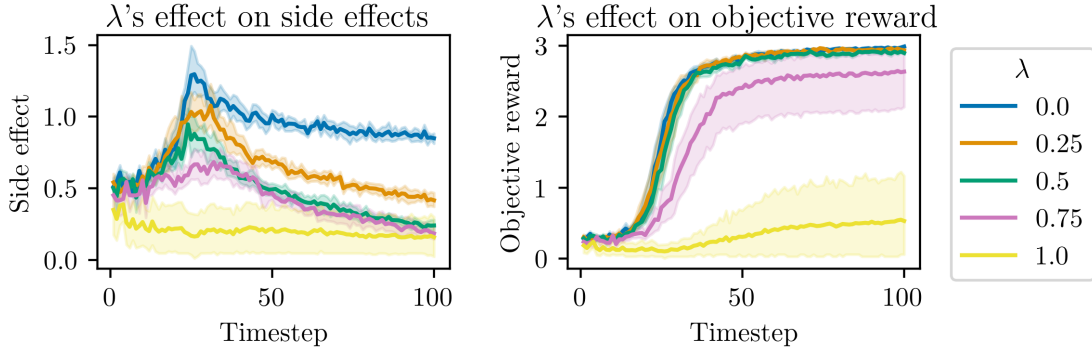 λ's effect on side effects
1.5
1.0
0.5
0.0
Side effect
0
50
100
Timestep
λ's effect on objective reward
3
2
1
0
Objective reward
0
50
100
Timestep
λ
0.0
0.25
0.5
0.75
1.0